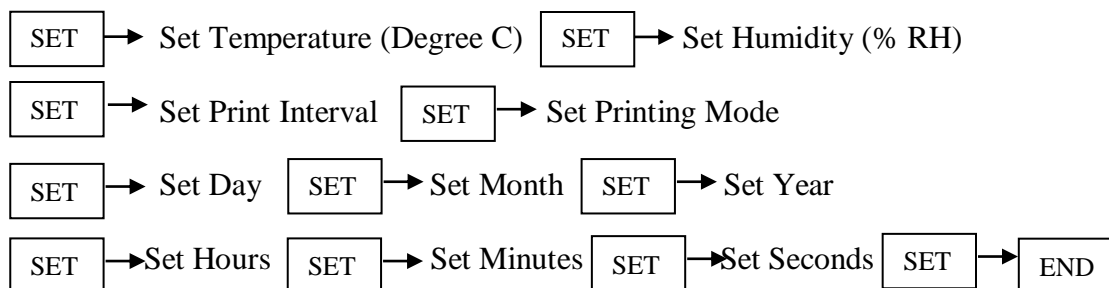 SET Set Temperature (Degree C) SET Set Humidity (% RH)
SET Set Print Interval SET Set Printing Mode
SET Set Day SET Set Month SET Set Year
SET Set Hours SET Set Minutes SET Set Seconds SET END